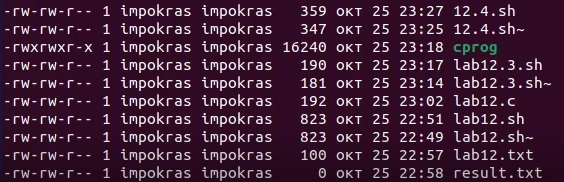 -rw-rw-r-- 1 impokras impokras   359 окт 25 23:27 12.4.sh
-rw-rw-r-- 1 impokras impokras   347 окт 25 23:25 12.4.sh~
-rwxrwxr-x 1 impokras impokras 16240 окт 25 23:18 cprog
-rw-rw-r-- 1 impokras impokras   190 окт 25 23:17 lab12.3.sh
-rw-rw-r-- 1 impokras impokras   181 окт 25 23:14 lab12.3.sh~
-rw-rw-r-- 1 impokras impokras   192 окт 25 23:02 lab12.c
-rw-rw-r-- 1 impokras impokras   823 окт 25 22:51 lab12.sh
-rw-rw-r-- 1 impokras impokras   823 окт 25 22:49 lab12.sh~
-rw-rw-r-- 1 impokras impokras   100 окт 25 22:57 lab12.txt
-rw-rw-r-- 1 impokras impokras     0 окт 25 22:58 result.txt